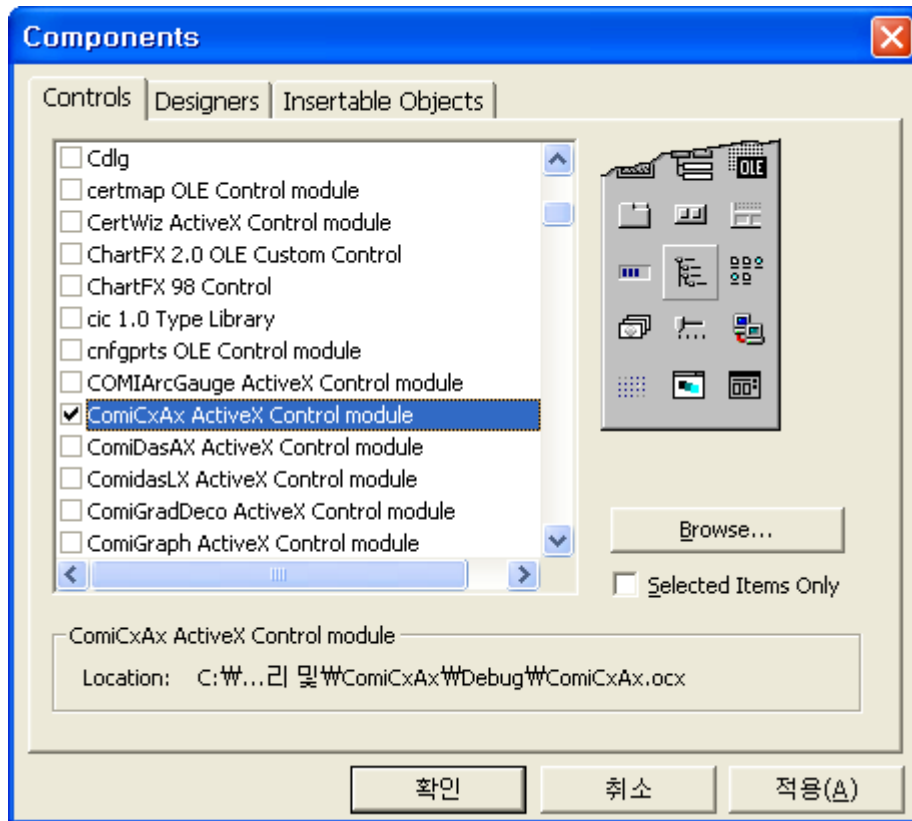 Components
Controls Designers Insertable Objects
Cdlg
certmap OLE Control module
CertWiz ActiveX Control module
ChartFX 2.0 OLE Custom Control
ChartFX 98 Control
cic 1.0 Type Library
cnfgprts OLE Control module
COMIArcGauge ActiveX Control module
ComiCxAx ActiveX Control module
ComiDasAX ActiveX Control module
ComidasLX ActiveX Control module
ComiGradDeco ActiveX Control module
ComiGraph ActiveX Control module
OLE
Browse...
Selected Items Only
ComiCxAx ActiveX Control module
Location: C:₩...리 및₩ComiCxAx₩Debug₩ComiCxAx.ocx
확인 취소 적용(A)